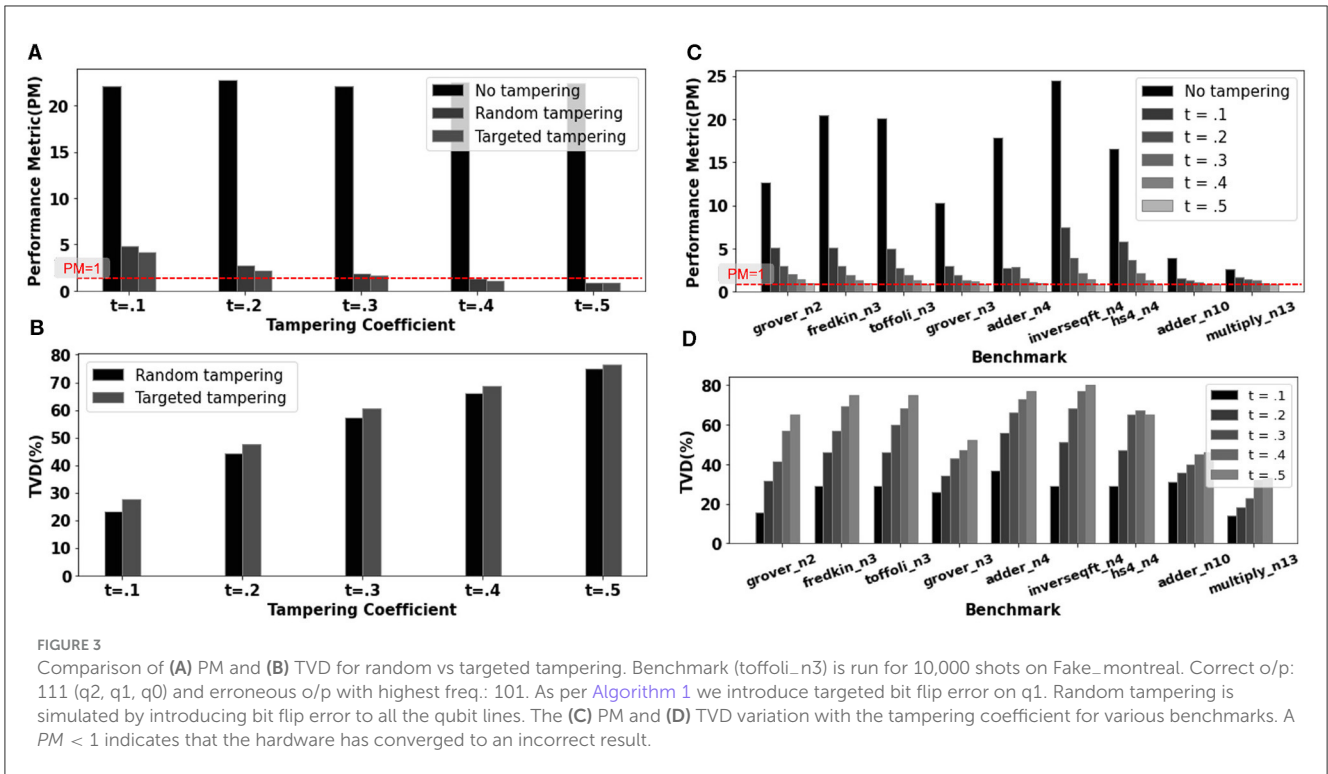 A
Performance Metric(PM)
20
15
10
5
0
No tampering
Random tampering
Targeted tampering
PM=1
t=.1
t=.2
t=.3
t=.4
t=.5
Tampering Coefficient
B
TVD(%)
80
70
60
50
40
30
20
10
0
Random tampering
Targeted tampering
t=.1
t=.2
t=.3
t=.4
t=.5
Tampering Coefficient
C
Performance Metric(PM)
25
20
15
10
5
0
No tampering
t = .1
t = .2
t = .3
t = .4
t = .5
PM=1
grover_n2
fredkin_n3
toffoli_n3
grover_n3
adder_n4
inverseqft_n4
hs4_n4
adder_n10
multiply_n13
Benchmark
D
TVD(%)
80
60
40
20
0
t = .1
t = .2
t = .3
t = .4
t = .5
grover_n2
fredkin_n3
toffoli_n3
grover_n3
adder_n4
inverseqft_n4
hs4_n4
adder_n10
multiply_n13
Benchmark
FIGURE 3
Comparison of (A) PM and (B) TVD for random vs targeted tampering. Benchmark (toffoli_n3) is run for 10,000 shots on Fake_montreal. Correct o/p:
111 (q2, q1, q0) and erroneous o/p with highest freq.: 101. As per Algorithm 1 we introduce targeted bit flip error on q1. Random tampering is
simulated by introducing bit flip error to all the qubit lines. The (C) PM and (D) TVD variation with the tampering coefficient for various benchmarks. A
PM < 1 indicates that the hardware has converged to an incorrect result.